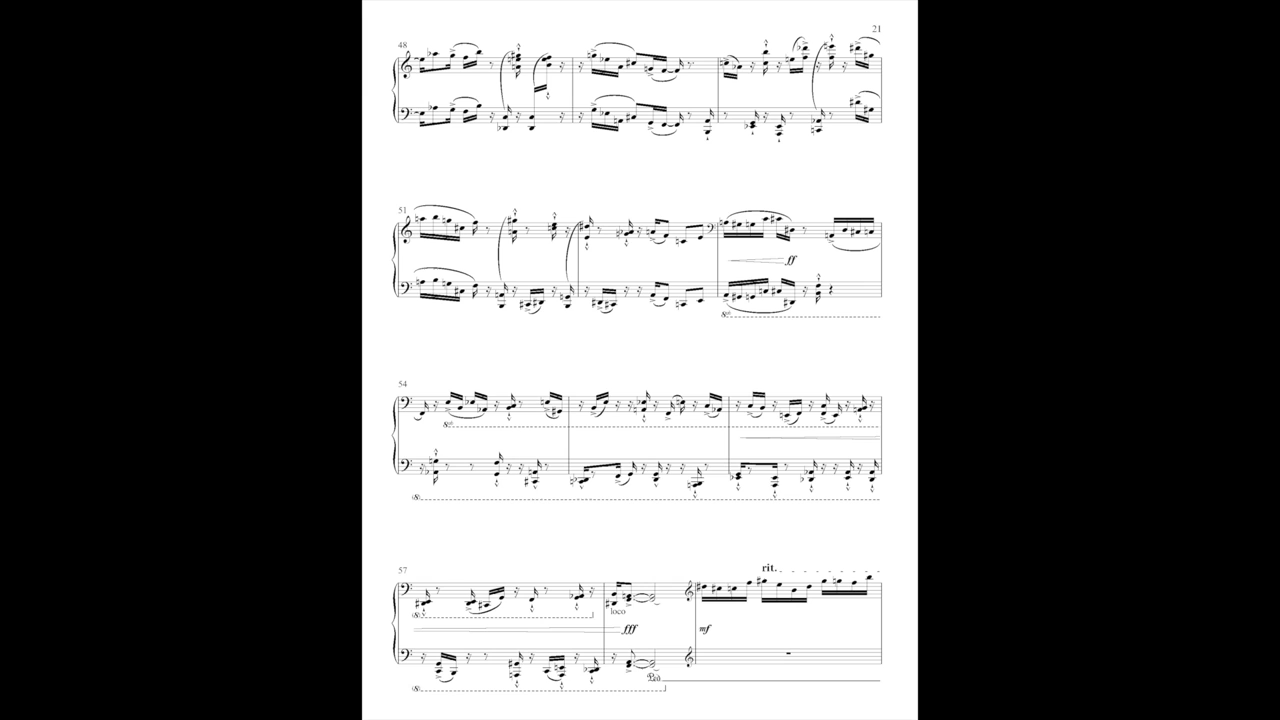 21
48
51
ff
8va
54
8va
(8)
57
rit.
(8)
loco
fff
mf
Ped.
(8)